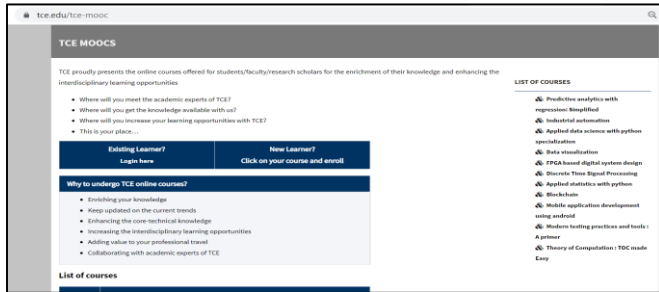 tce.edu/tce-mooc
TCE MOOCS
TCE proudly presents the online courses offered for students/faculty/research scholars for the enrichment of their knowledge and enhancing the
interdisciplinary learning opportunities
Where will you meet the academic experts of TCE?
Where will you get the knowledge available with us?
Where will you increase your learning opportunities with TCE?
This is your place...
Existing Learner?
Login here
New Learner?
Click on your course and enroll
Why to undergo TCE online courses?
Enriching your knowledge
Keep updated on the current trends
Enhancing the core-technical knowledge
Increasing the interdisciplinary learning opportunities
Adding value to your professional travel
Collaborating with academic experts of TCE
List of courses
LIST OF COURSES
Predictive analytics with
regression: Simplified
Industrial automation
Applied data science with python
specialization
Data visualization
FPGA based digital system design
Discrete Time Signal Processing
Applied statistics with python
Blockchain
Mobile application development
using android
Modern testing practices and tools :
A primer
Theory of Computation : TOC made
Easy